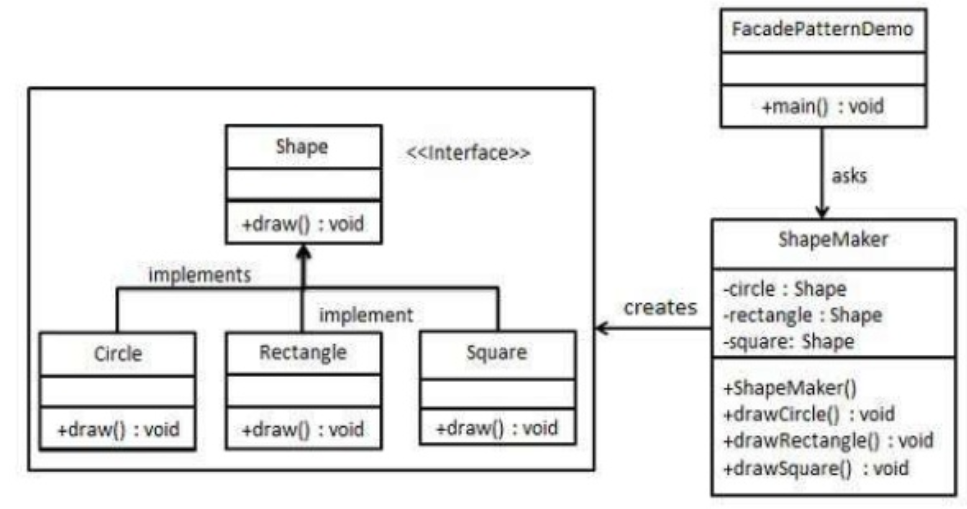 FacadePatternDemo
+main() : void
asks
Shape
<<Interface>>
+draw() : void
implements
implement
Circle
+draw() : void
Rectangle
+draw() : void
Square
+draw() : void
creates
ShapeMaker
-circle : Shape
-rectangle : Shape
-square: Shape
+ShapeMaker()
+drawCircle() : void
+drawRectangle() : void
+drawSquare() : void